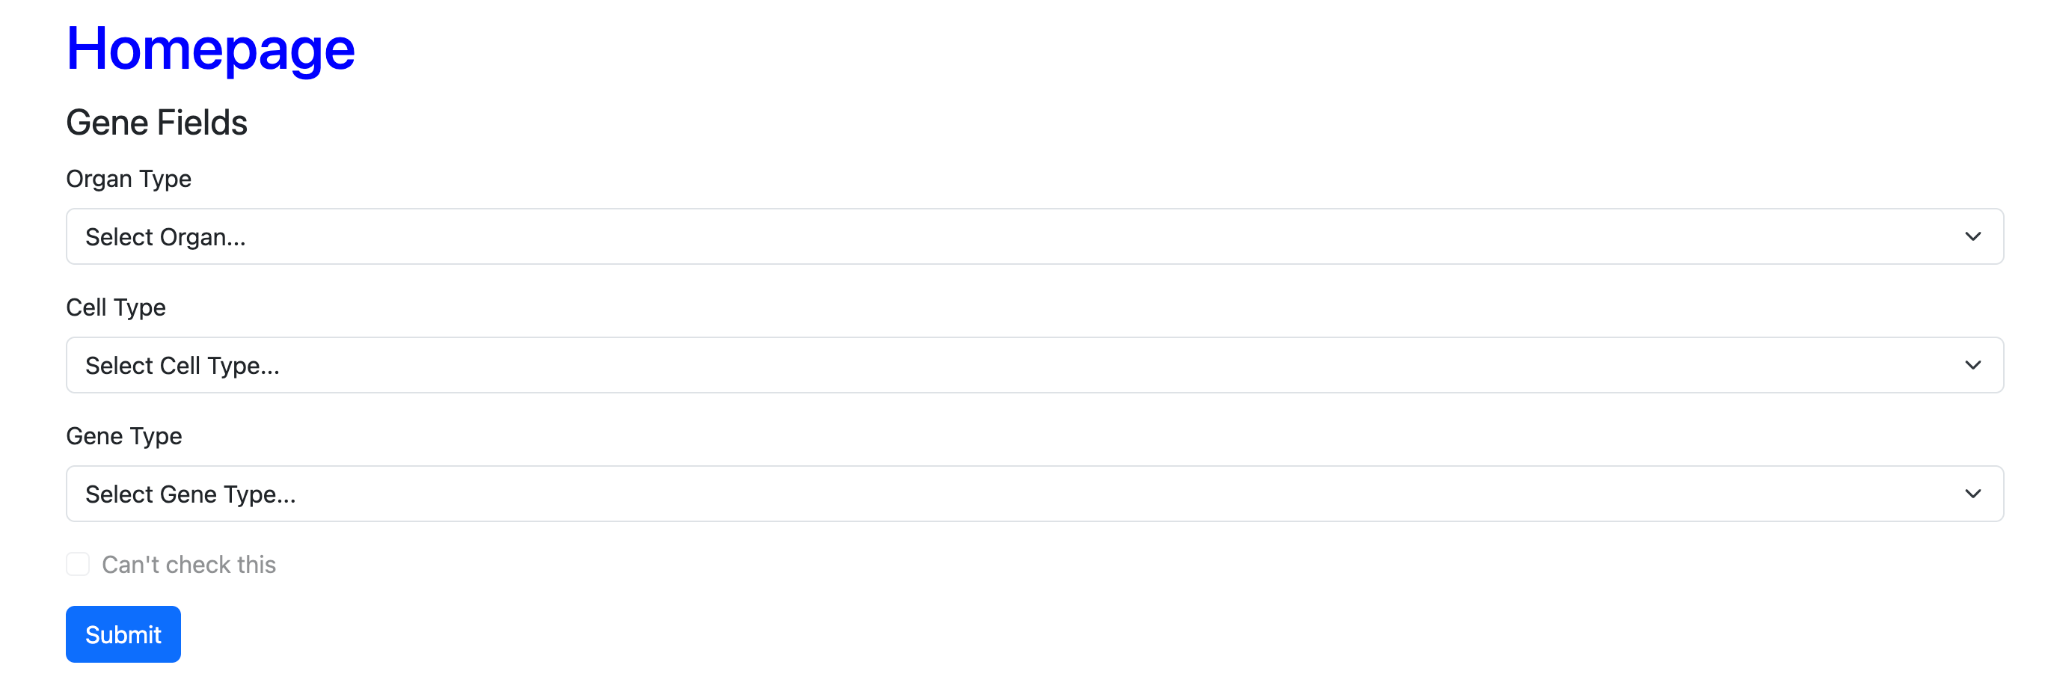 Homepage
Gene Fields
Organ Type
Select Organ...
Cell Type
Select Cell Type...
Gene Type
Select Gene Type...
Can't check this
Submit